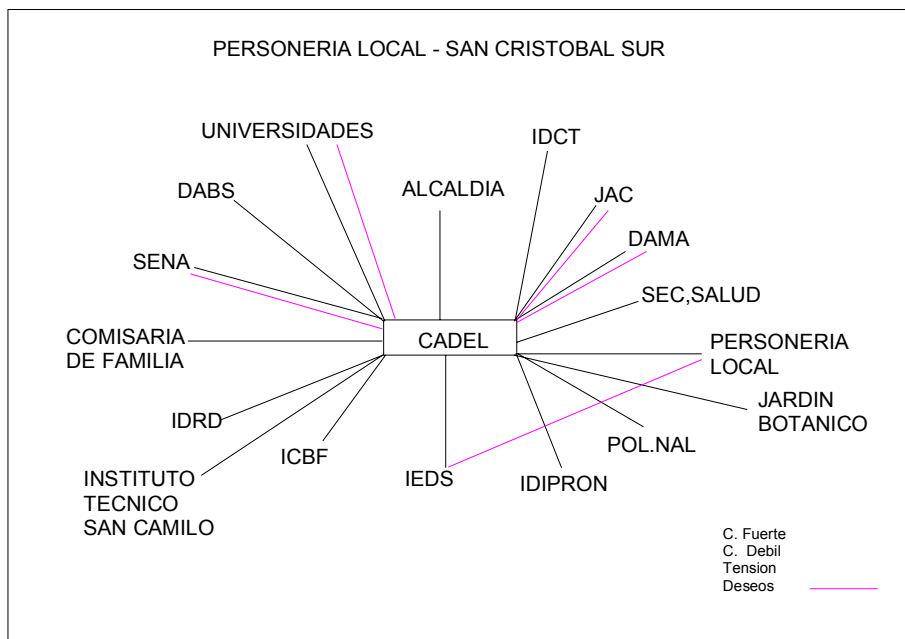 PERSONERIA LOCAL - SAN CRISTOBAL SUR
UNIVERSIDADES
IDCT
DABS
ALCALDIA
JAC
DAMA
SENA
SEC,SALUD
COMISARIA
DE FAMILIA
CADEL
PERSONERIA
LOCAL
JARDIN
BOTANICO
IDRD
POL.NAL
ICBF
INSTITUTO
TECNICO
SAN CAMILO
IEDS
IDIPRON
C. Fuerte
C. Debil
Tension
Deseos